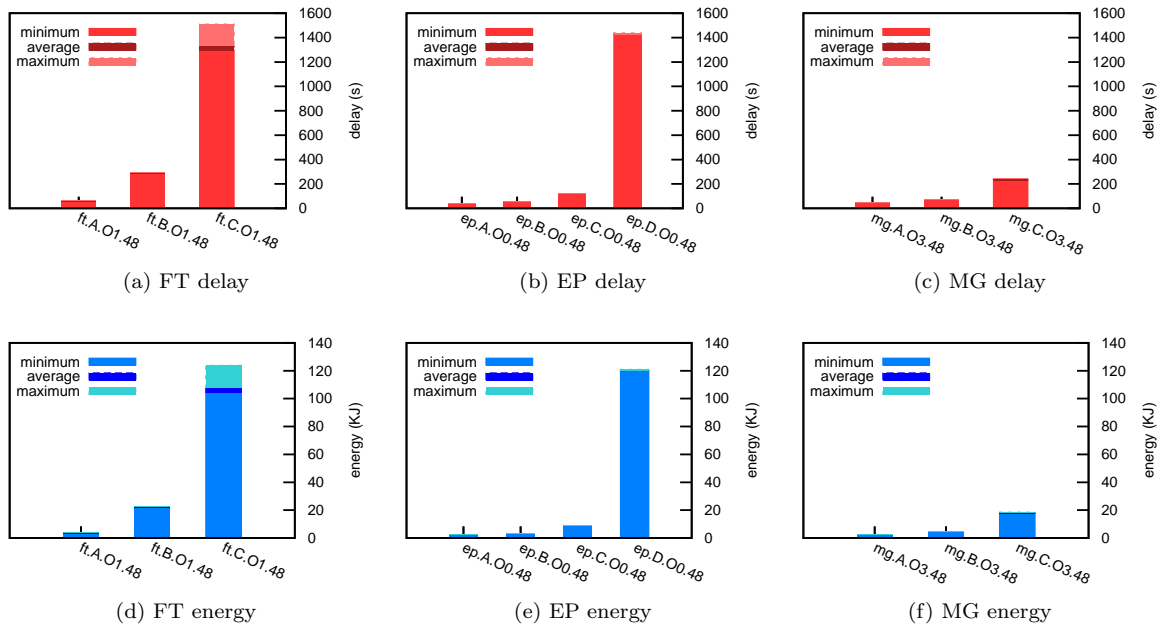 minimum
average
maximum
1600
1400
1200
1000
800
600
400
200
0
delay (s)
ft.A.O1.48
ft.B.O1.48
ft.C.O1.48
(a) FT delay
minimum
average
maximum
1600
1400
1200
1000
800
600
400
200
0
delay (s)
ep.A.O0.48
ep.B.O0.48
ep.C.O0.48
ep.D.O0.48
(b) EP delay
minimum
average
maximum
1600
1400
1200
1000
800
600
400
200
0
delay (s)
mg.A.O3.48
mg.B.O3.48
mg.C.O3.48
(c) MG delay
minimum
average
maximum
140
120
100
80
60
40
20
0
energy (KJ)
ft.A.O1.48
ft.B.O1.48
ft.C.O1.48
(d) FT energy
minimum
average
maximum
140
120
100
80
60
40
20
0
energy (KJ)
ep.A.O0.48
ep.B.O0.48
ep.C.O0.48
ep.D.O0.48
(e) EP energy
minimum
average
maximum
140
120
100
80
60
40
20
0
energy (KJ)
mg.A.O3.48
mg.B.O3.48
mg.C.O3.48
(f) MG energy